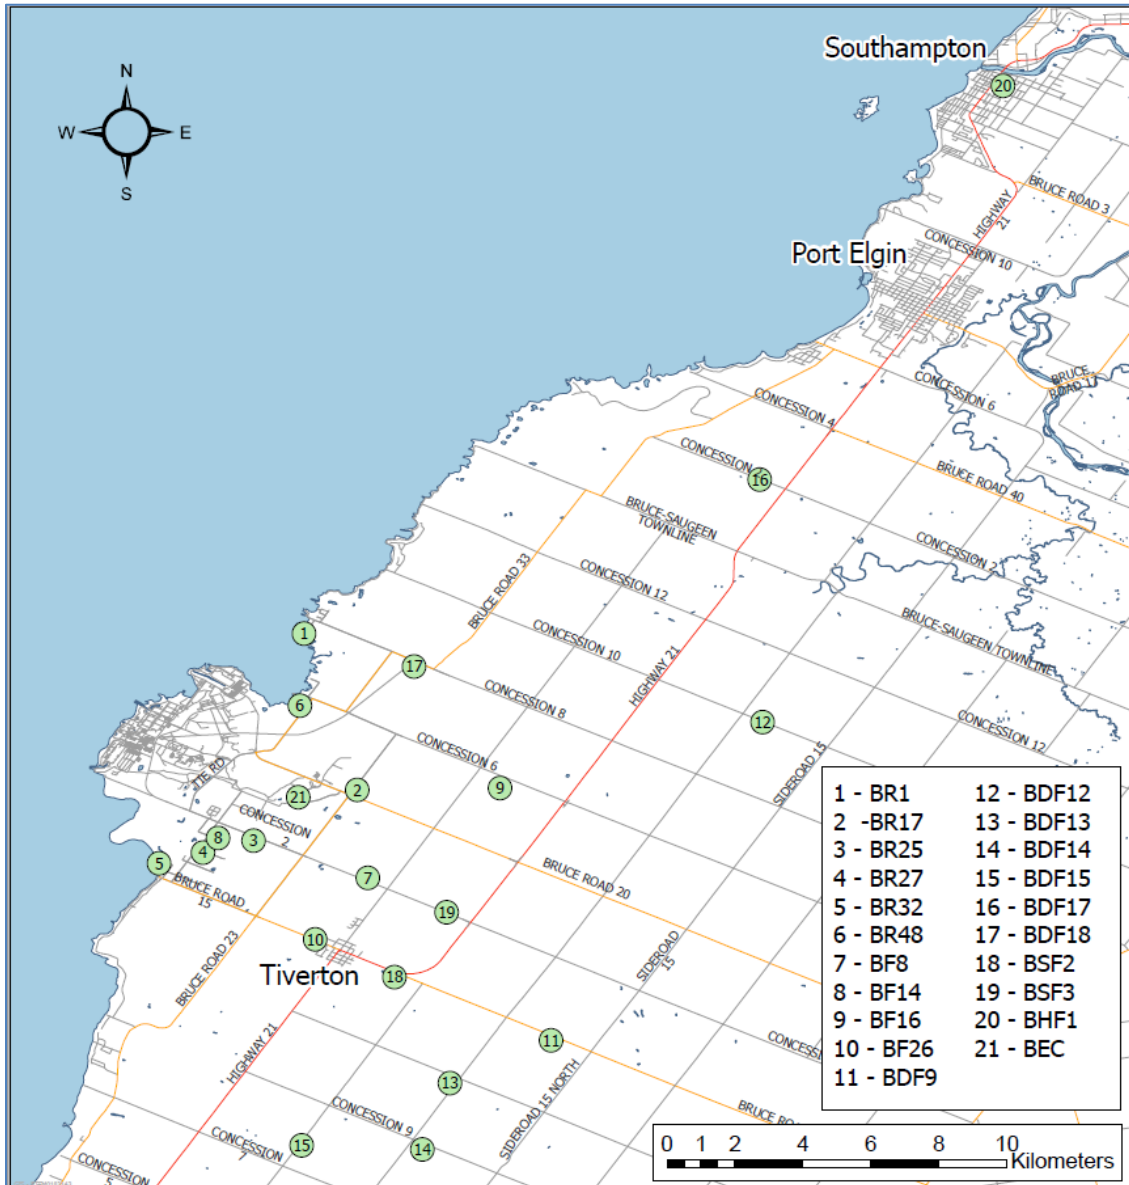 Southampton
20
N
W E
S
BRUCE ROAD 3
HIGHWAY
21
CONCESSION 10
Port Elgin
BRUCE
ROAD 17
CONCESSION 6
CONCESSION 4
CONCESSION 2
16
BRUCE ROAD 40
BRUCE-SAUGEEN
TOWNLINE
CONCESSION 2
CONCESSION 12
BRUCE ROAD 33
1
CONCESSION 10
BRUCE-SAUGEEN TOWNLINE
17
HIGHWAY 21
CONCESSION 8
6
12
CONCESSION 12
CONCESSION 6
TIE RD
SIDEROAD 15
9
2
21
CONCESSION
2
8
3
4
5
BRUCE ROAD
15
7
BRUCE ROAD 20
19
10
SIDEROAD
15
Tiverton
18
BRUCE ROAD 23
HIGHWAY 21
11
CONCESSION
13
SIDEROAD 15 NORTH
CONCESSION 9
BRUCE ROAD
15
14
CONCESSION
7
CONCESSION
5
1 - BR1
2 -BR17
3 - BR25
4 - BR27
5 - BR32
6 - BR48
7 - BF8
8 - BF14
9 - BF16
10 - BF26
11 - BDF9
12 - BDF12
13 - BDF13
14 - BDF14
15 - BDF15
16 - BDF17
17 - BDF18
18 - BSF2
19 - BSF3
20 - BHF1
21 - BEC
0 1 2 4 6 8 10
Kilometers